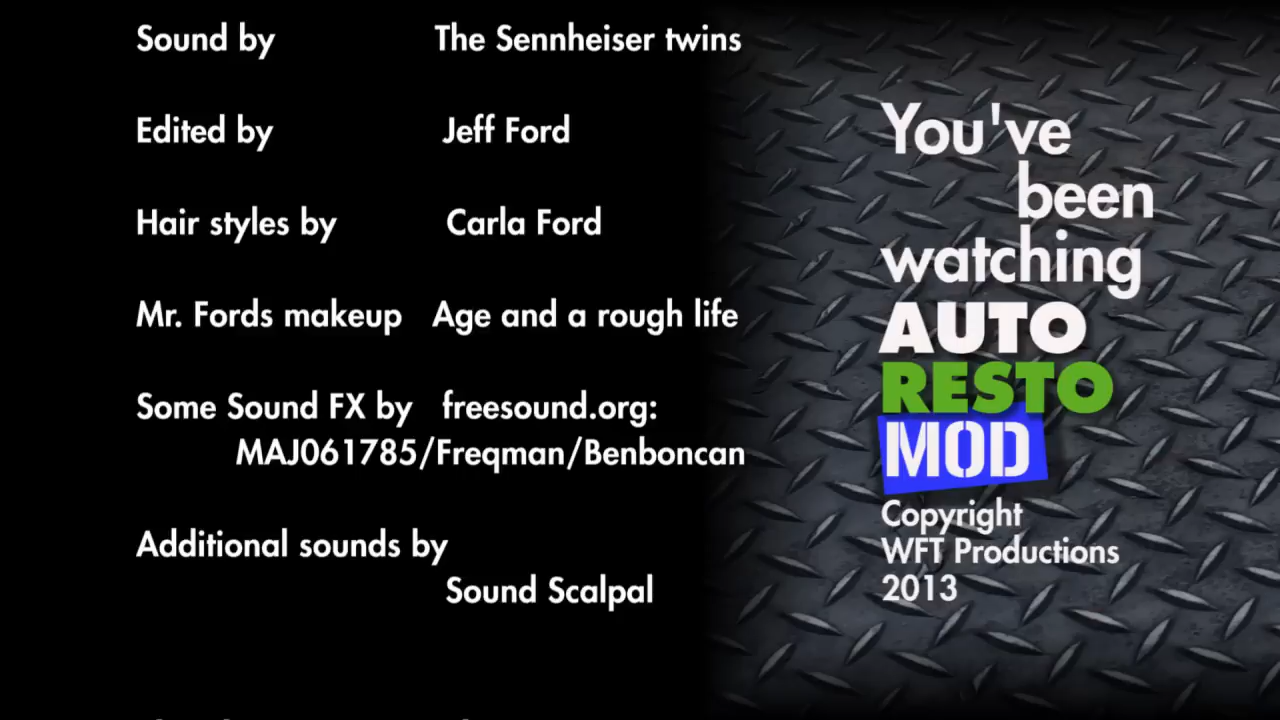 Sound by The Sennheiser twins
Edited by Jeff Ford
Hair styles by Carla Ford
Mr. Fords makeup Age and a rough life
Some Sound FX by freesound.org:
MAJ061785/Freqman/Benboncan
Additional sounds by
Sound Scalpal
You've
been
watching
AUTO
RESTO
MOD
Copyright
WFT Productions
2013